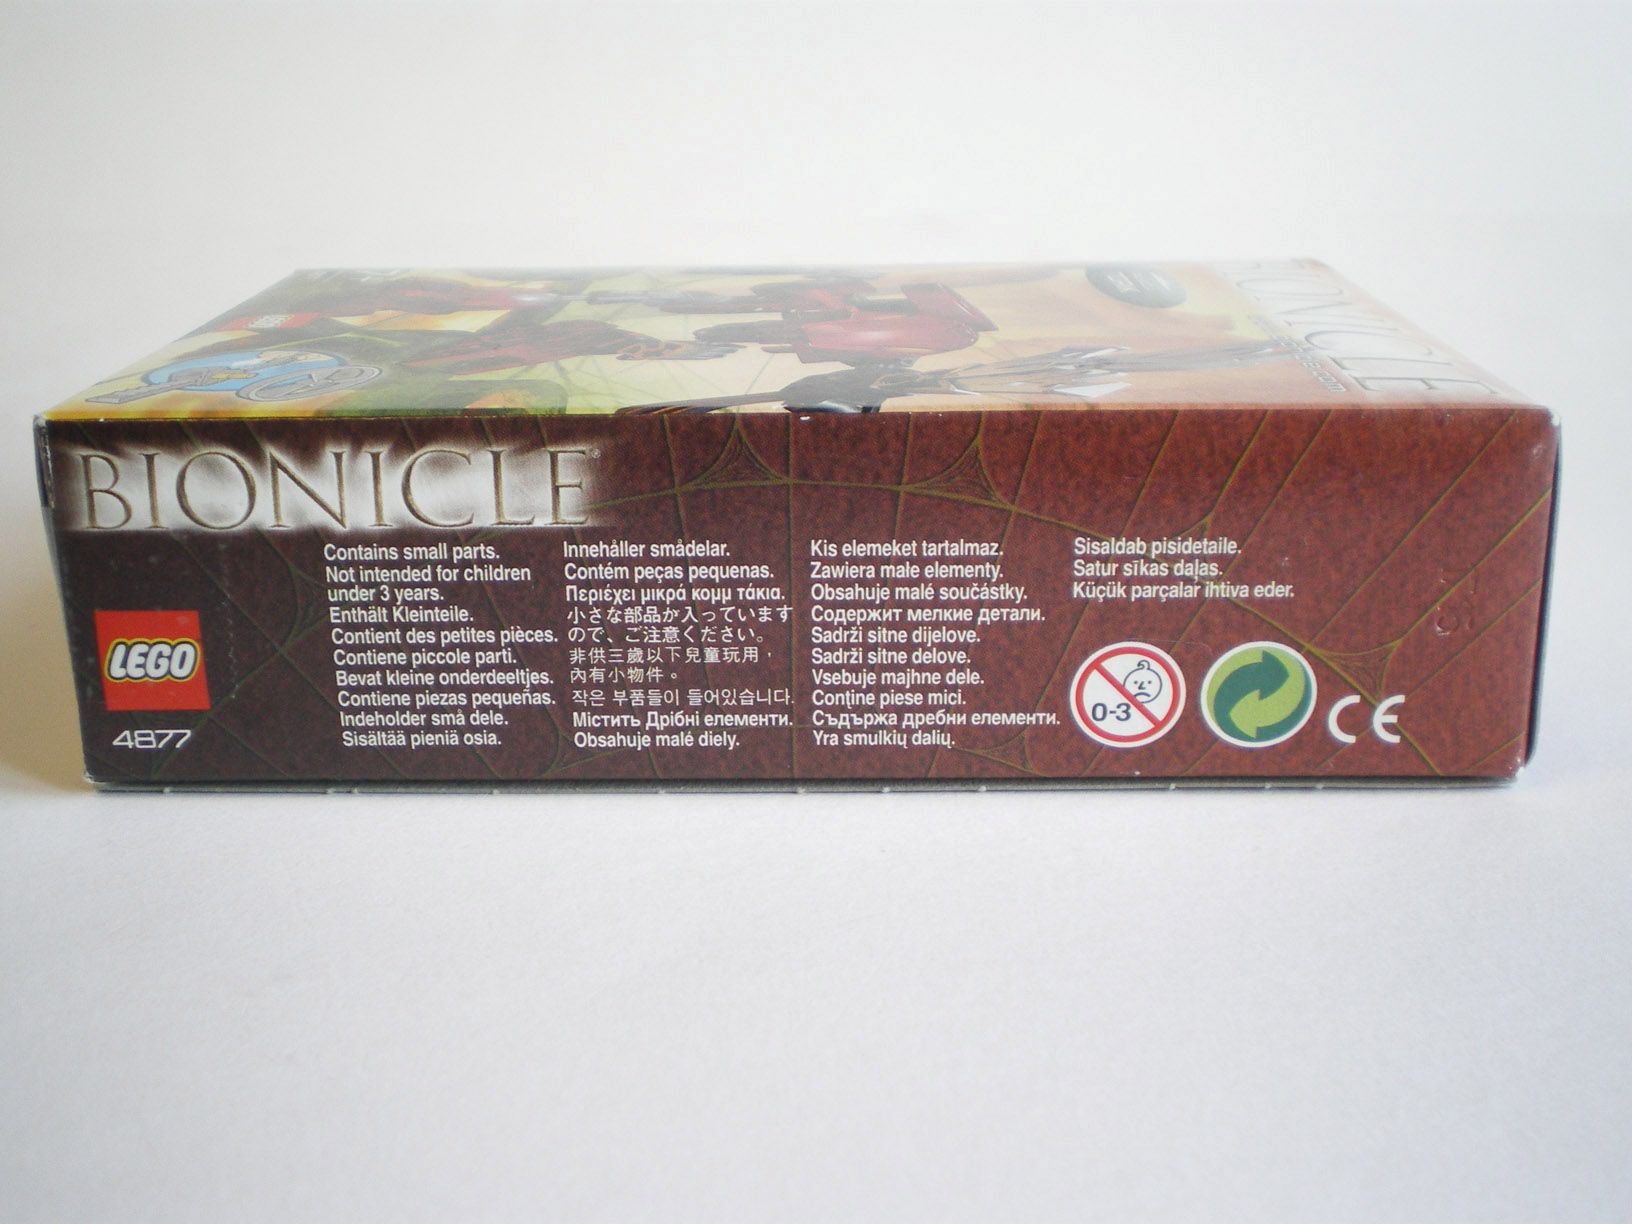 BIONICLE®
LEGO
4877
Contains small parts.
Not intended for children
under 3 years.
Enthält Kleinteile.
Contient des petites pièces.
Contiene piccole parti.
Bevat kleine onderdeeltjes.
Contiene piezas pequeñas.
Indeholder små dele.
Sisältää pieniä osia.
Innehåller smådelar.
Contém peças pequenas.
Περιέχει μικρά κομμ τάκια.
小さな部品が入っています
ので、ご注意ください。
非供三歲以下兒童玩用，
內有小物件。
작은 부품들이 들어있습니다.
Мiстить Дрiбнi елементи.
Obsahuje malé diely.
Kis elemeket tartalmaz.
Zawiera małe elementy.
Obsahuje malé součástky.
Содержит мелкие детали.
Sadrži sitne dijelove.
Sadrži sitne delove.
Vsebuje majhne dele.
Conţine piese mici.
Съдържа дребни елементи.
Yra smulkių dalių.
Sisaldab pisidetaile.
Satur sīkas daļas.
Küçük parçalar ihtiva eder.
0-3
CE
BIONICLE
LEGO